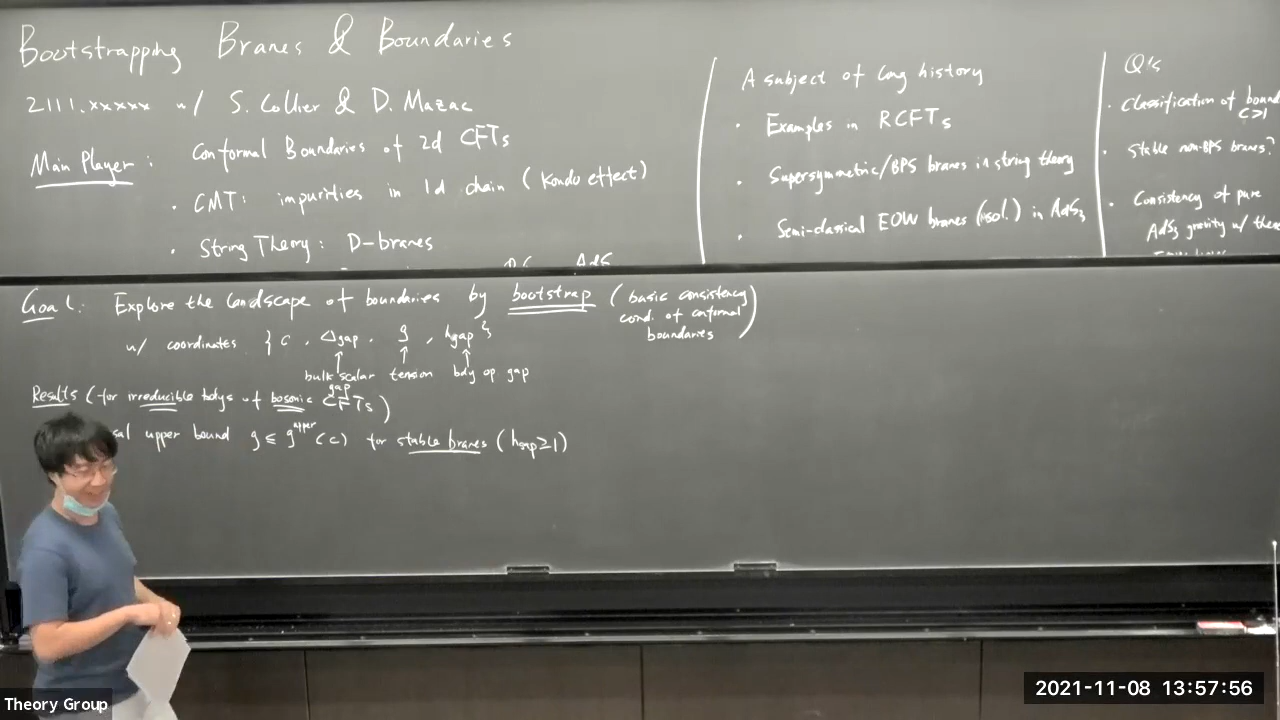 Bootstrapping Branes & Boundaries
2111.xxxxx w/ S. Collier & D. Mazac
Main Player: Conformal Boundaries of 2d CFTs
· CMT: impurities in 1d chain (Kondo effect)
· String Theory: D-branes
A subject of long history
· Examples in RCFTs
· Supersymmetric/BPS branes in string theory
· Semi-classical EOW branes (isol.) in AdS3
Q's
· Classification of bound
C>1
· Stable non-BPS branes?
· Consistency of pure
AdS3 gravity w/ these
Goal: Explore the landscape of boundaries by bootstrap (basic consistency
cond. of conformal
boundaries)
w/ coordinates {c, Δgap, g, hgap}
bulk scalar gap tension bdy op gap
Results (for irreducible bdys of bosonic CFTs)
upper bound g ≤ g^upper(c) for stable branes (hgap≥1)
Theory Group
2021-11-08 13:57:56